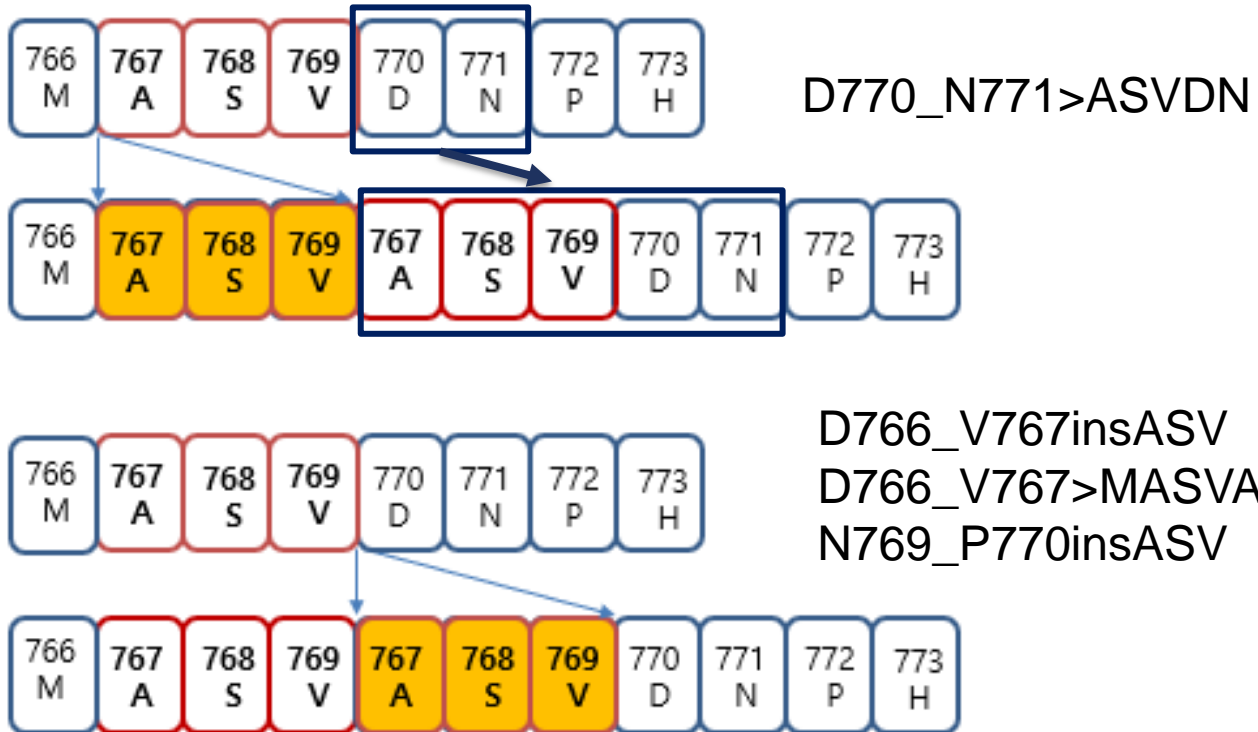 766 767 768 769 770 771 772 773
M A S V D N P H
D770_N771>ASVDN
766 767 768 769 767 768 769 770 771 772 773
M A S V A S V D N P H
D766_V767insASV
766 767 768 769 770 771 772 773
M A S V D N P H
D766_V767>MASVA
N769_P770insASV
766 767 768 769 767 768 769 770 771 772 773
M A S V A S V D N P H